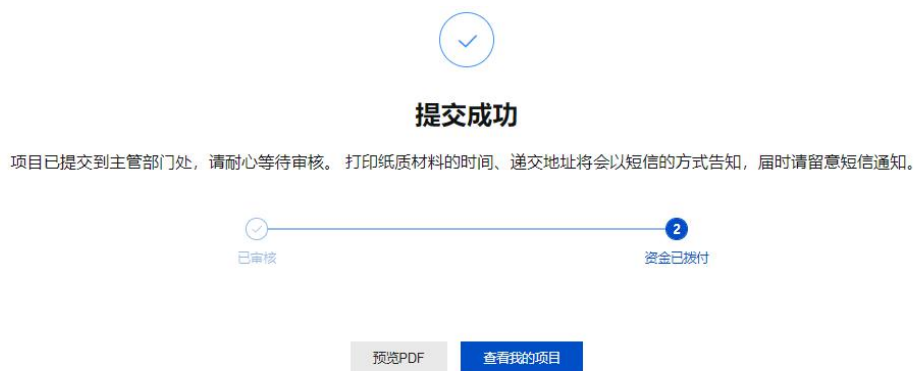 提交成功
项目已提交到主管部门处，请耐心等待审核。 打印纸质材料的时间、递交地址将会以短信的方式告知，届时请留意短信通知。
2
已审核 资金已拨付
预览PDF 查看我的项目